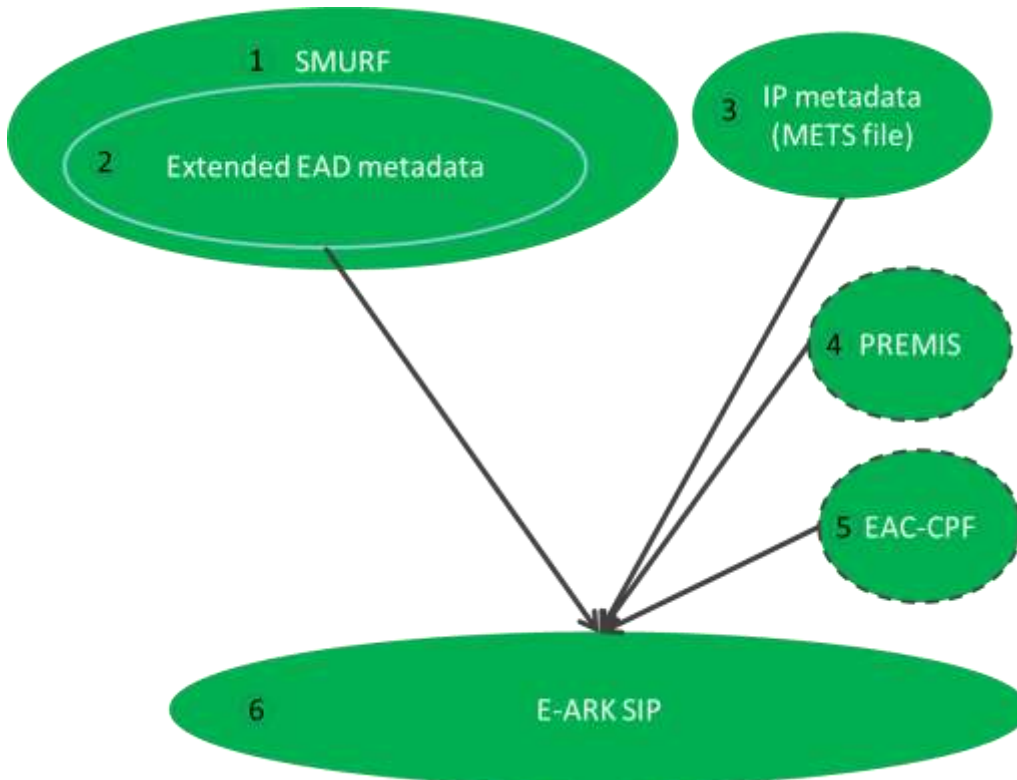 1 SMURF
2 Extended EAD metadata
3 IP metadata
(METS file)
4 PREMIS
5 EAC-CPF
6 E-ARK SIP